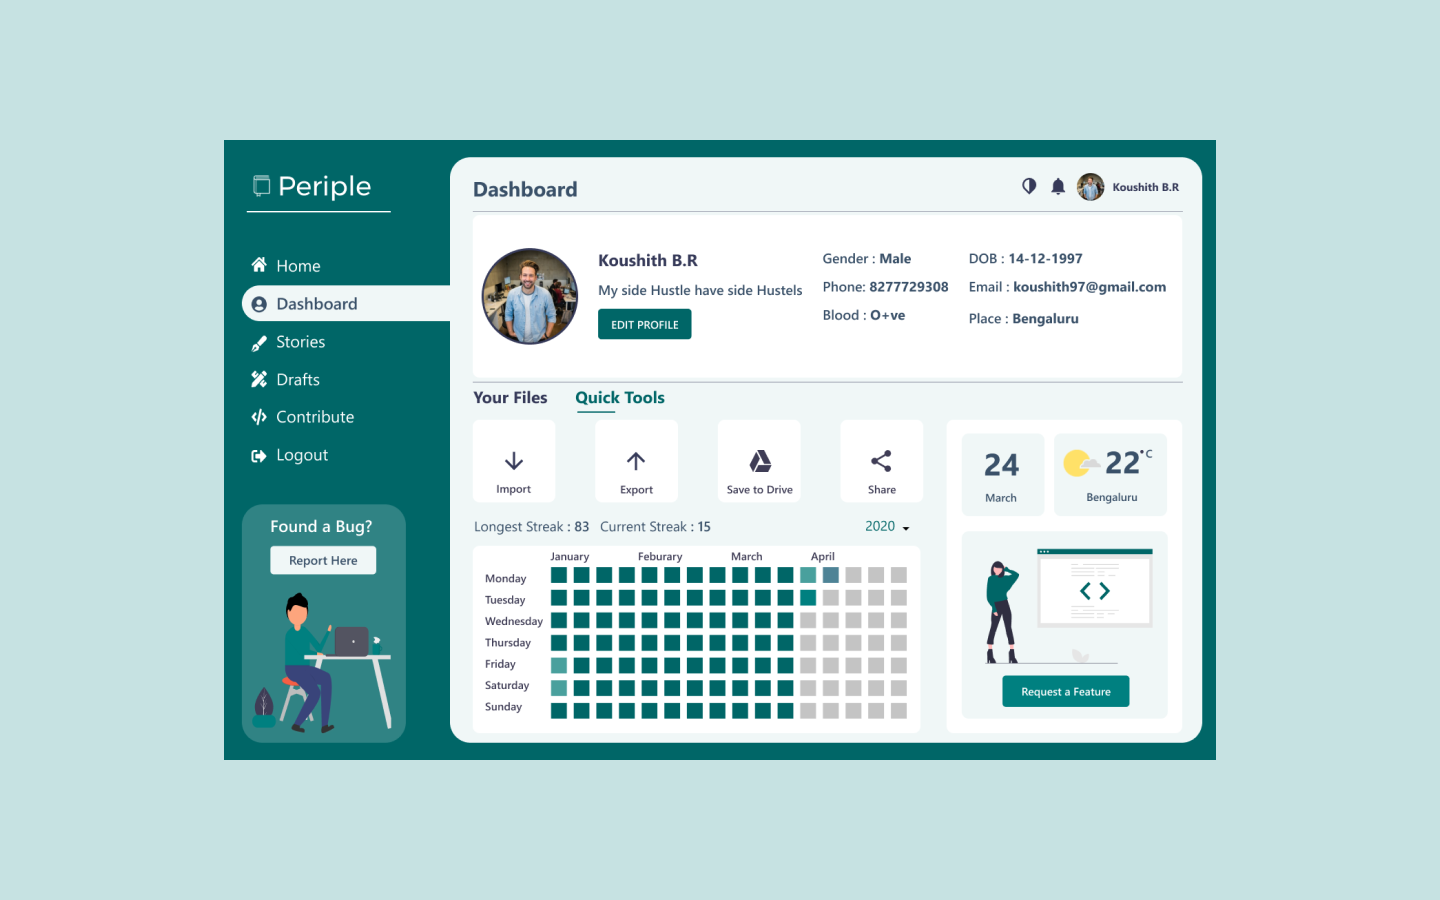 Periple
Home
Dashboard
Stories
Drafts
Contribute
Logout
Found a Bug?
Report Here
Dashboard
Koushith B.R
Koushith B.R
My side Hustle have side Hustels
EDIT PROFILE
Gender : Male
Phone: 8277729308
Blood : O+ve
DOB : 14-12-1997
Email : koushith97@gmail.com
Place : Bengaluru
Your Files
Quick Tools
Import
Export
Save to Drive
Share
Longest Streak : 83
Current Streak : 15
2020
January
Feburary
March
April
Monday
Tuesday
Wednesday
Thursday
Friday
Saturday
Sunday
24
March
22°C
Bengaluru
Request a Feature